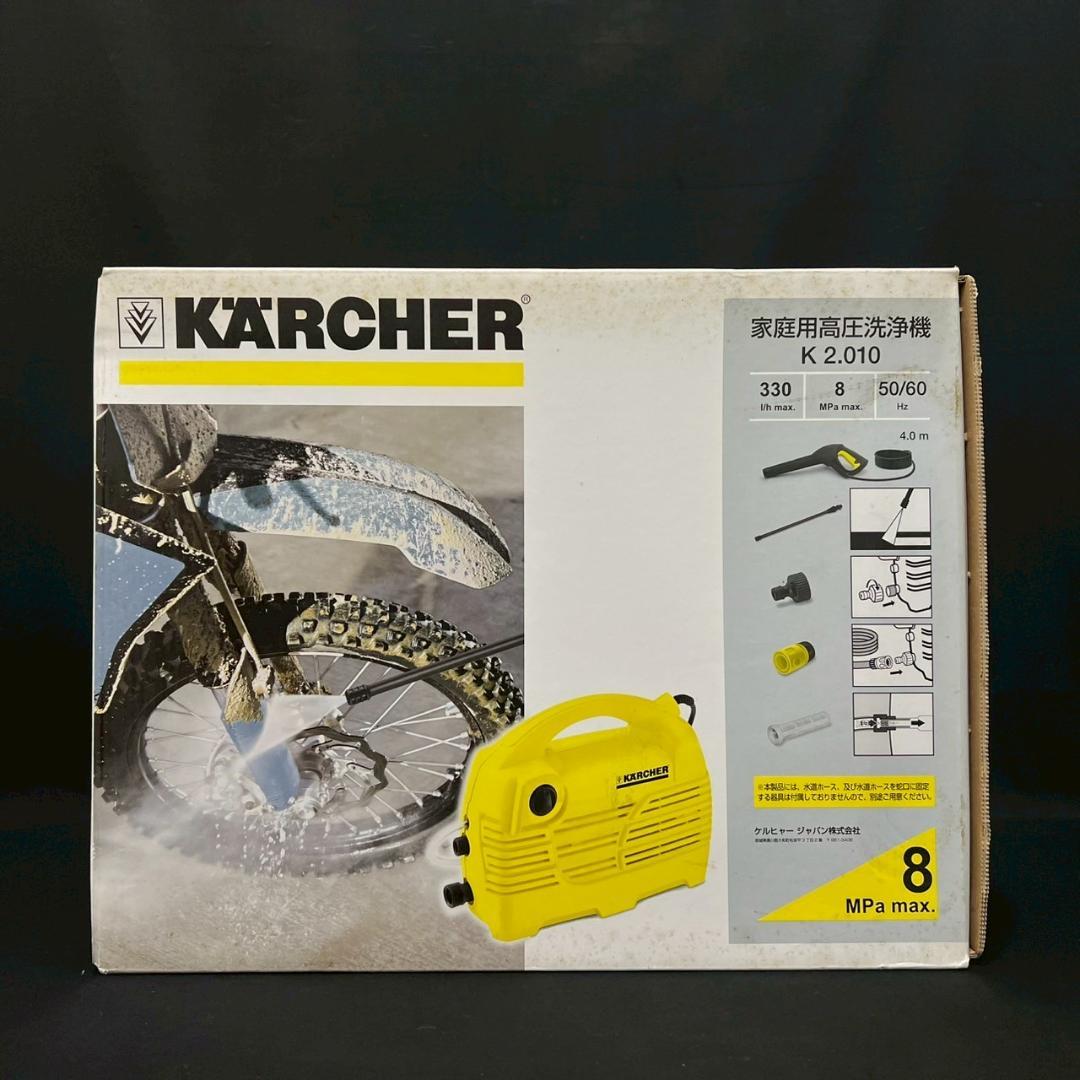 KÄRCHER®
家庭用高圧洗浄機
K 2.010
330 8 50/60
l/h max. MPa max. Hz
4.0 m
KÄRCHER
※本製品には、水道ホース、及び水道ホースを蛇口に固定
する器具は付属しておりませんので、別途ご用意ください。
ケルヒャー ジャパン株式会社
8
MPa max.